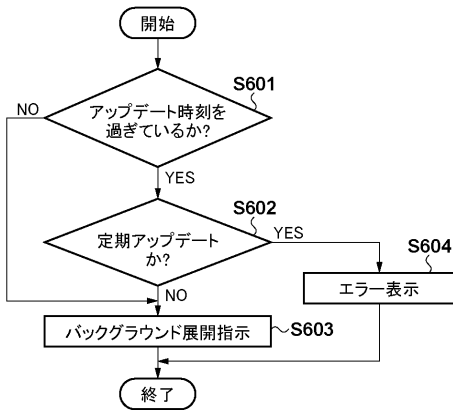 開始
S601
NO
アップデート時刻を
過ぎているか?
YES
S602
定期アップデート
か?
YES
S604
NO
エラー表示
バックグラウンド展開指示
S603
終了